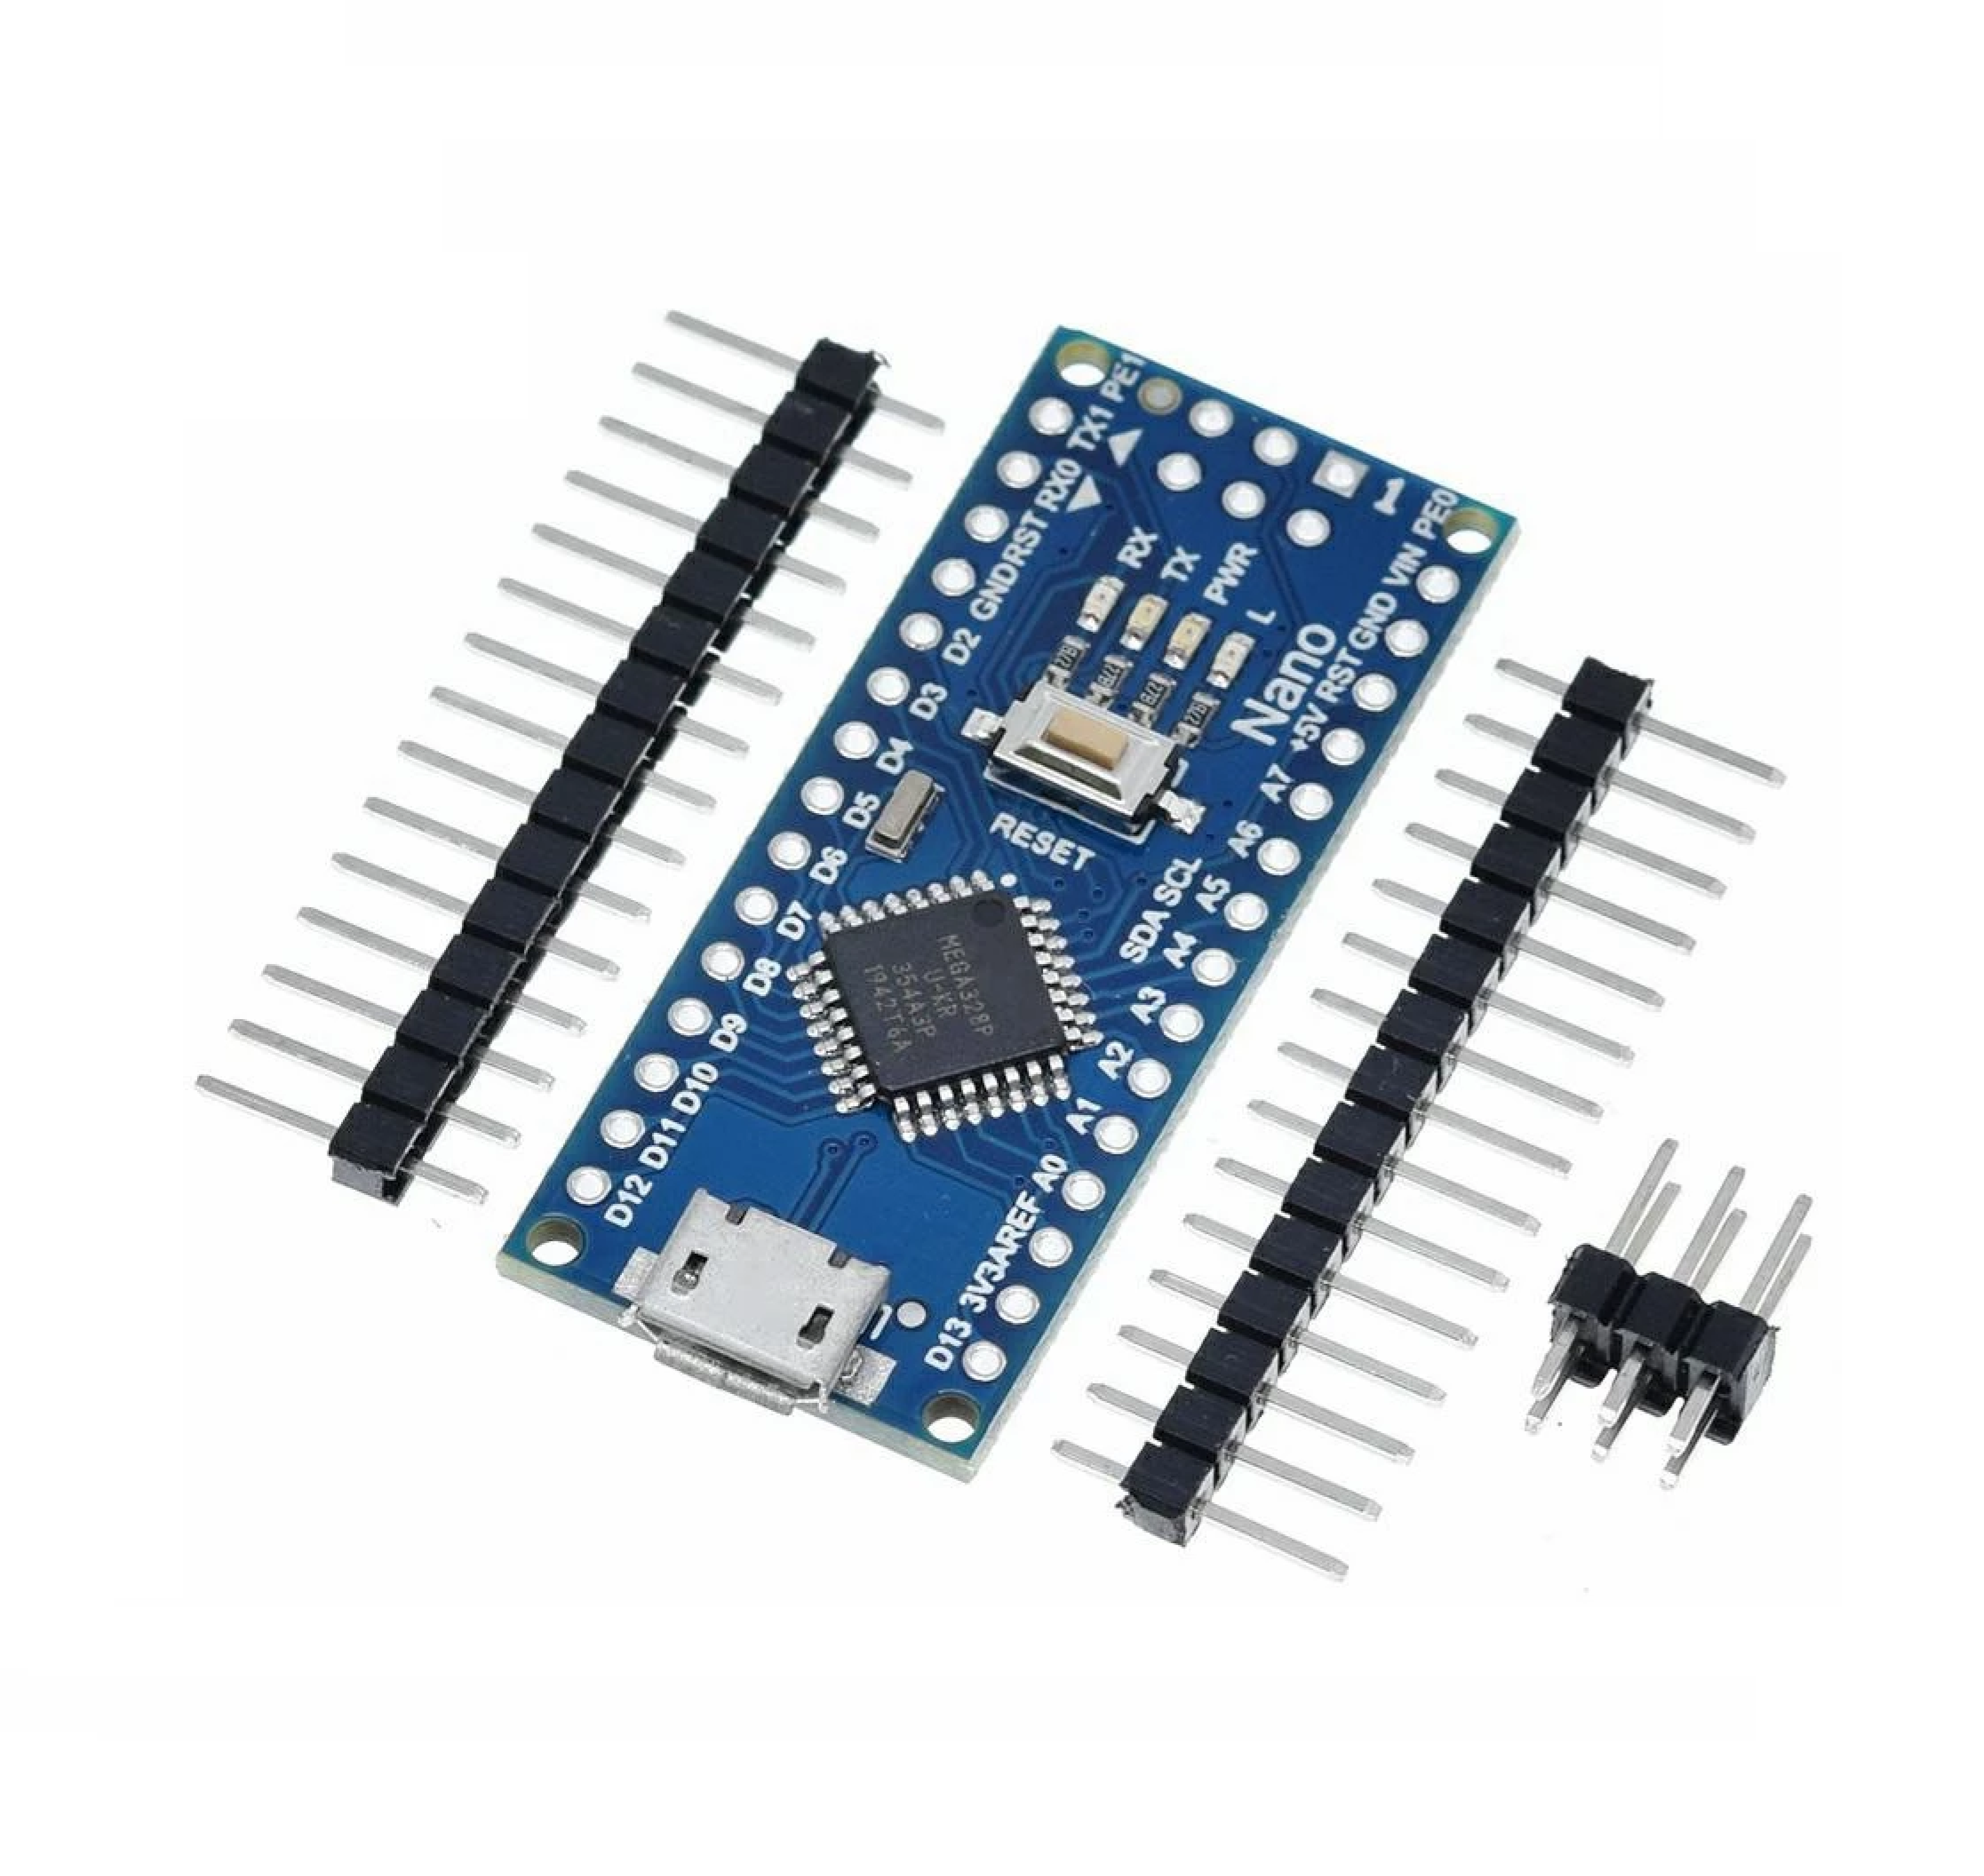 PE1
TX1
RX0
RST
GND
D2
D3
D4
D5
D6
D7
D8
D9
D10
D11
D12
1
PE0
VIN
GND
RST
+5V
A7
A6
SCL
A5
SDA
A4
A3
A2
A1
A0
AREF
3V3
D13
RX
TX
PWR
L
Nano
RESET
MEGA328P
U-KR
354A3P
1942T6A